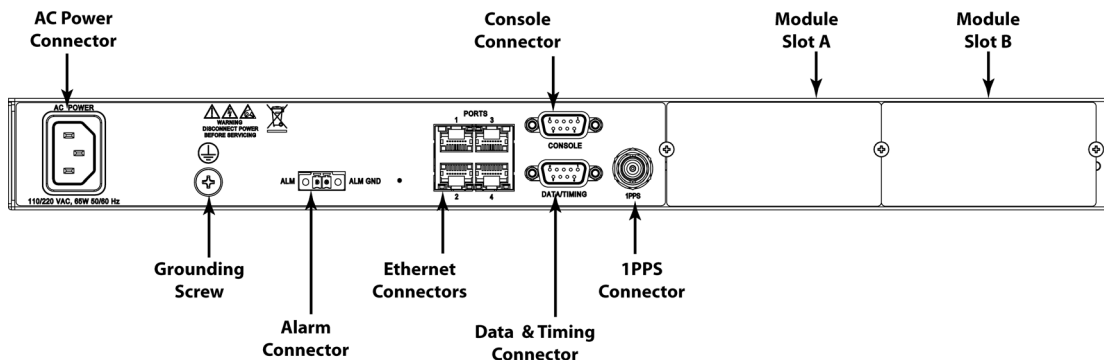 AC Power
Connector
Console
Connector
Module
Slot A
Module
Slot B
AC POWER
WARNING
DISCONNECT POWER
BEFORE SERVICING
PORTS
1 3
CONSOLE
ALM
ALM GND
2 4
DATA/TIMING
1PPS
110/220 VAC, 65W 50/60 Hz
Grounding
Screw
Ethernet
Connectors
1PPS
Connector
Alarm
Connector
Data & Timing
Connector